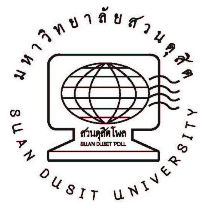 มหาวิทยาลัยสวนดุสิต
สวนดุสิตโพล
SUAN DUSIT POLL
SUAN DUSIT UNIVERSITY